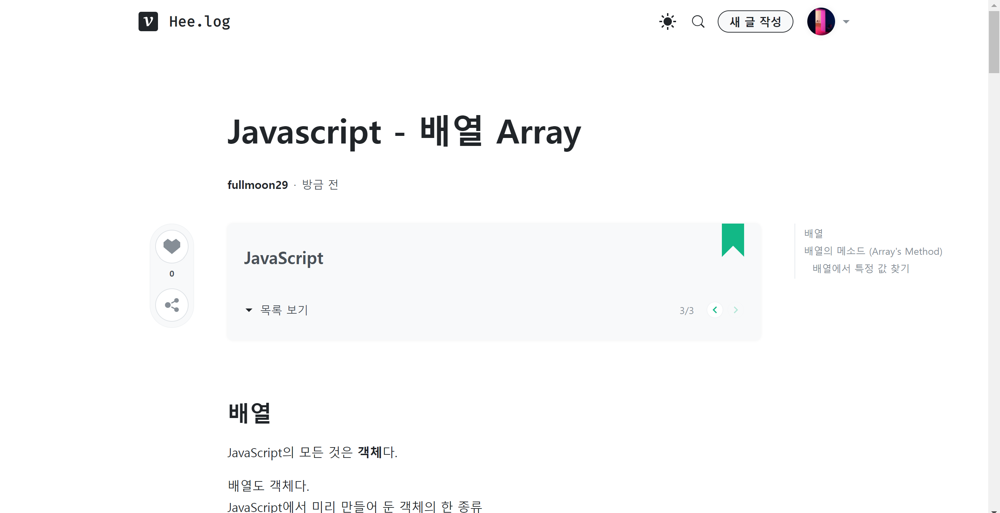 v Hee.log
새 글 작성
Javascript - 배열 Array
fullmoon29 · 방금 전
0
JavaScript
목록 보기
3/3
배열
배열의 메소드 (Array's Method)
배열에서 특정 값 찾기
배열
JavaScript의 모든 것은 객체다.
배열도 객체다.
JavaScript에서 미리 만들어 둔 객체의 한 종류